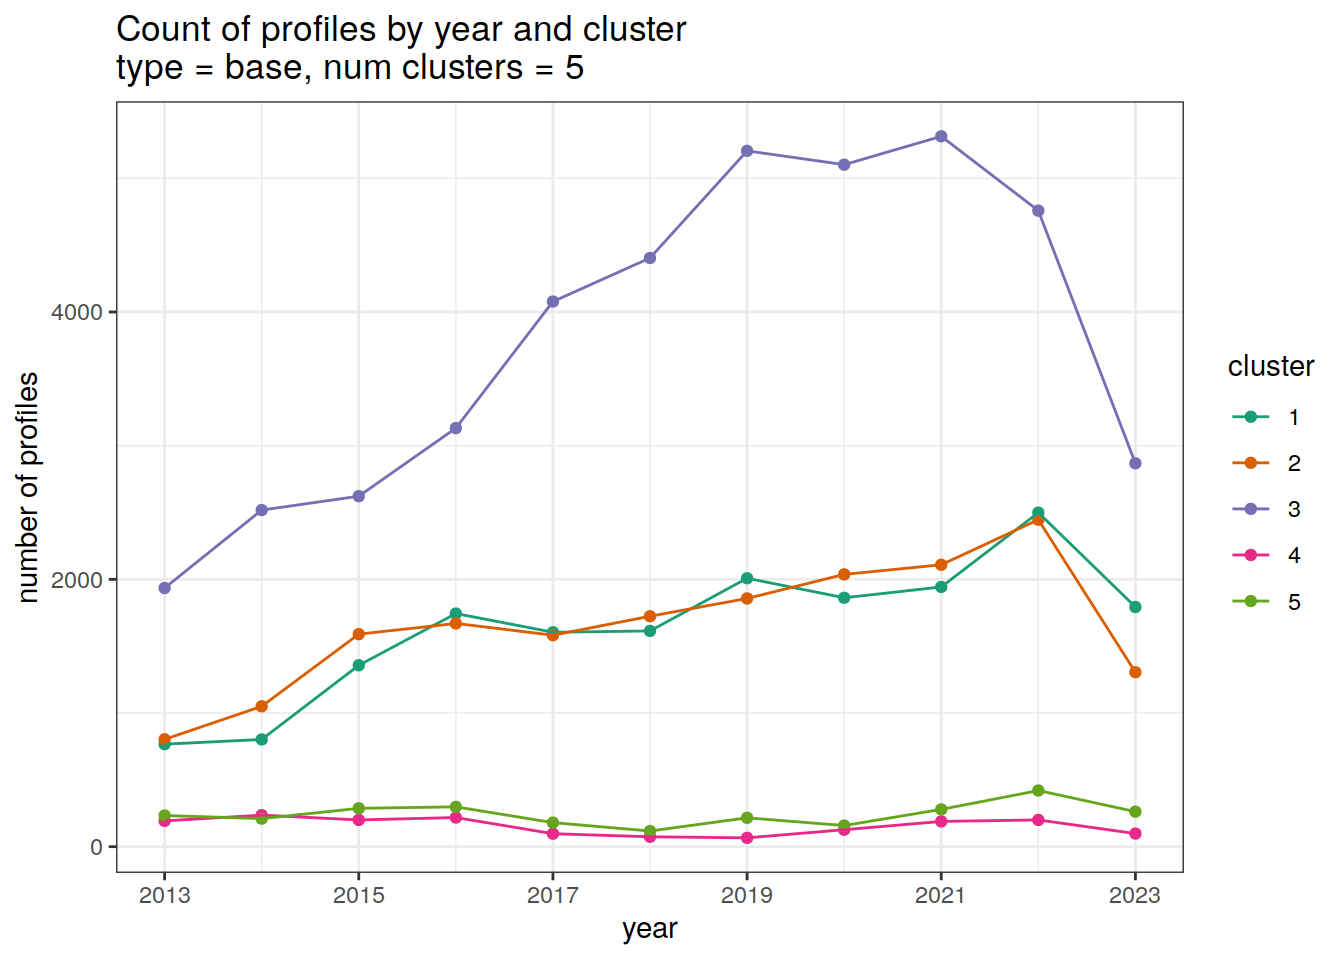 Count of profiles by year and cluster
type = base, num clusters = 5
number of profiles
4000
2000
0
2013
2015
2017
2019
2021
2023
year
cluster
1
2
3
4
5